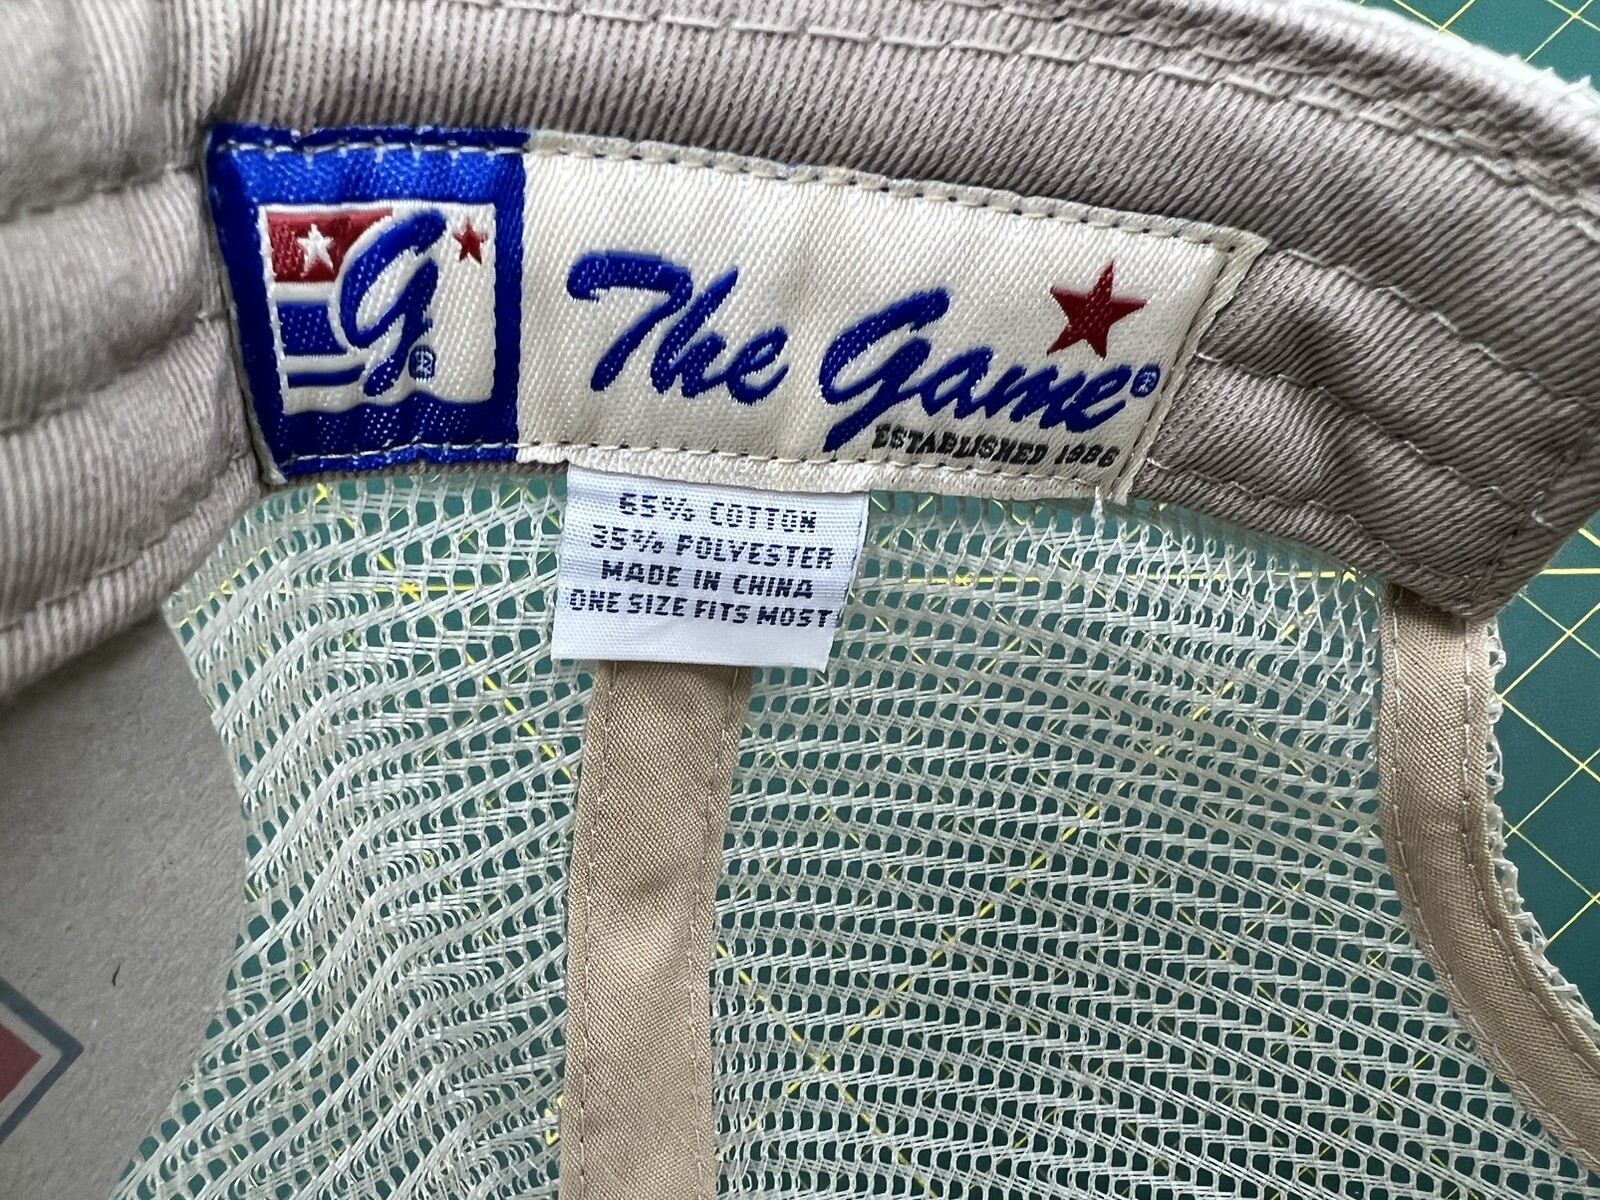 G®
The Game®
ESTABLISHED 1986
65% COTTON
35% POLYESTER
MADE IN CHINA
ONE SIZE FITS MOST